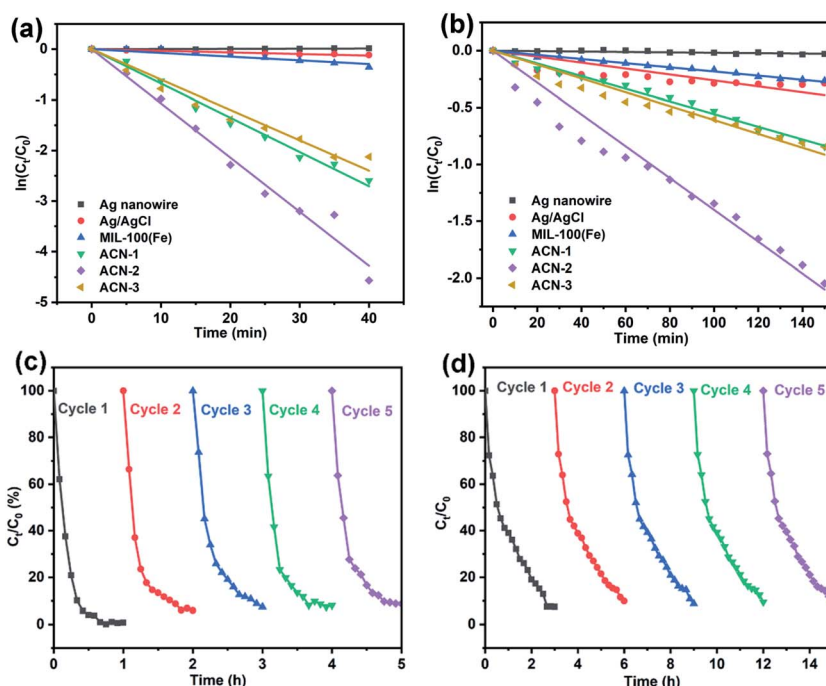 (a)
ln(Cₜ/C₀)
0
-1
-2
-3
-4
-5
Ag nanowire
Ag/AgCl
MIL-100(Fe)
ACN-1
ACN-2
ACN-3
0 10 20 30 40
Time (min)
(b)
ln(Cₜ/C₀)
0.0
-0.5
-1.0
-1.5
-2.0
Ag nanowire
Ag/AgCl
MIL-100(Fe)
ACN-1
ACN-2
ACN-3
0 20 40 60 80 100 120 140
Time (min)
(c)
Cₜ/C₀ (%)
100
80
60
40
20
0
Cycle 1 Cycle 2 Cycle 3 Cycle 4 Cycle 5
0 1 2 3 4 5
Time (h)
(d)
Cₜ/C₀ (%)
100
80
60
40
20
0
Cycle 1 Cycle 2 Cycle 3 Cycle 4 Cycle 5
0 2 4 6 8 10 12 14
Time (h)